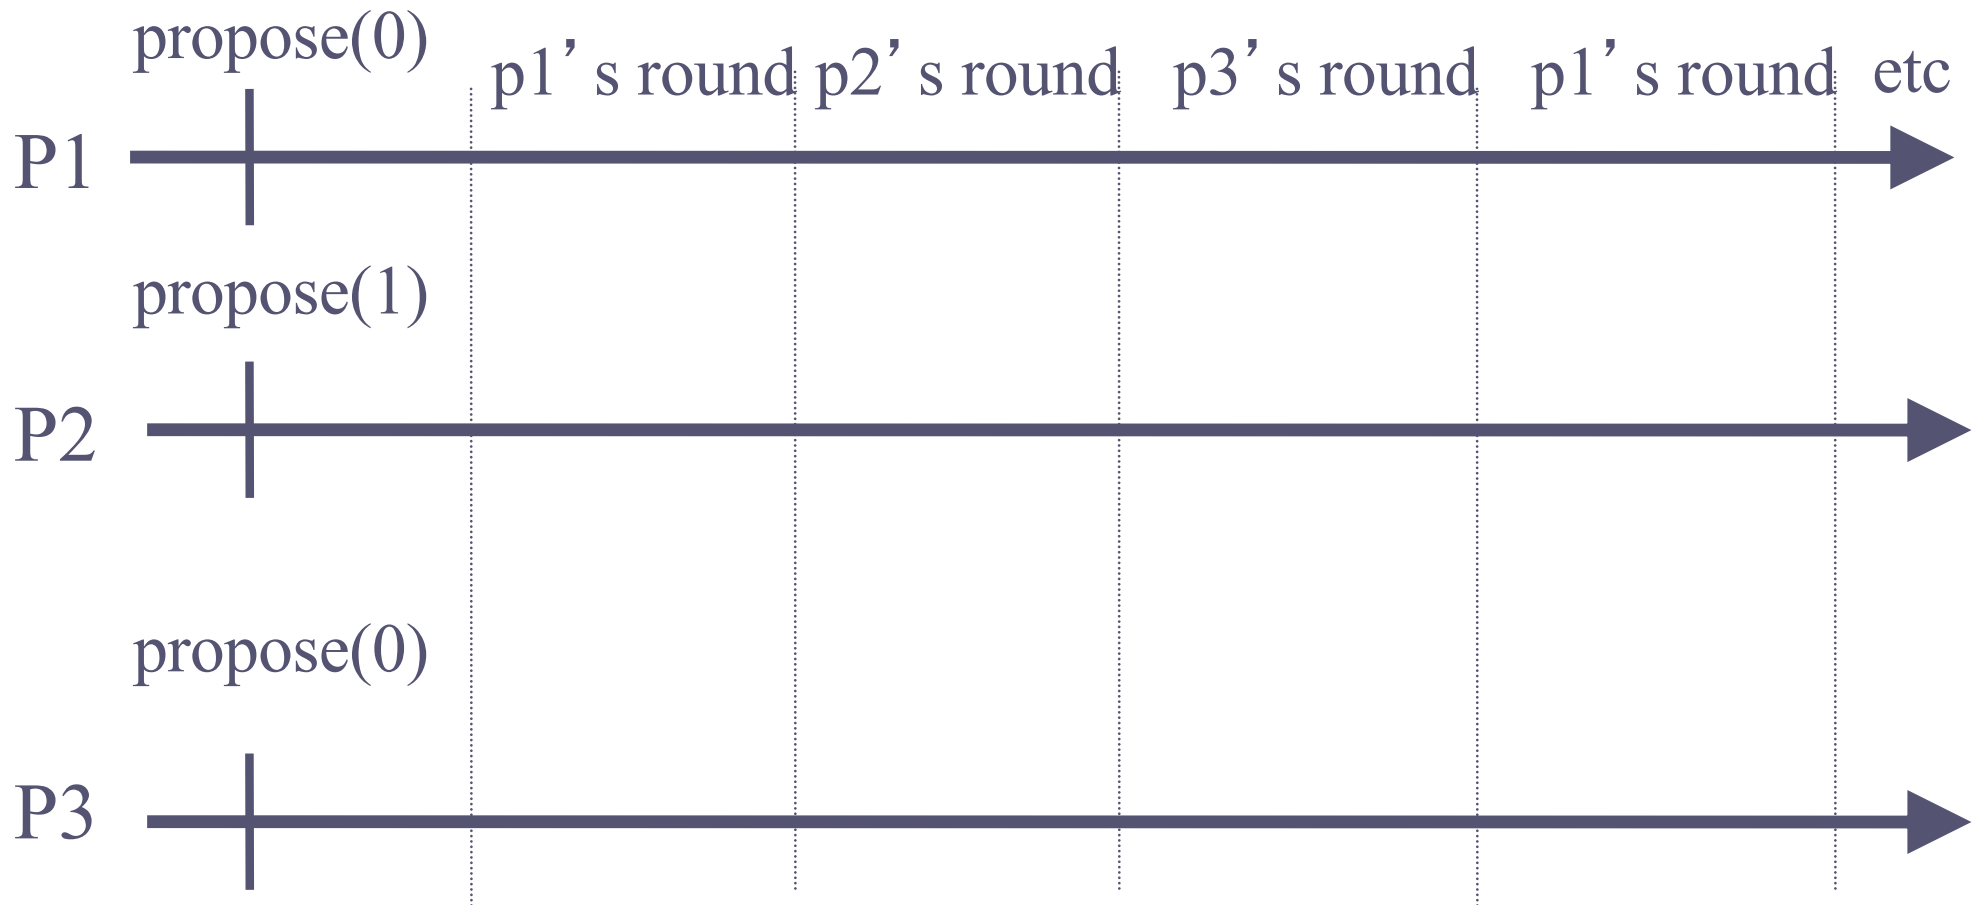 propose(0)
p1’s round p2’s round p3’s round p1’s round etc
P1
propose(1)
P2
propose(0)
P3